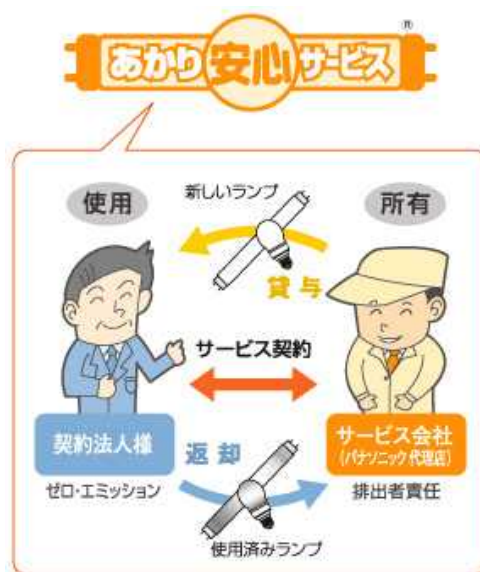 ®
あかり安心サービス
使用
新しいランプ
所有
貸与
サービス契約
契約法人様
返却
サービス会社
(パナソニック代理店)
ゼロ・エミッション
排出者責任
使用済みランプ